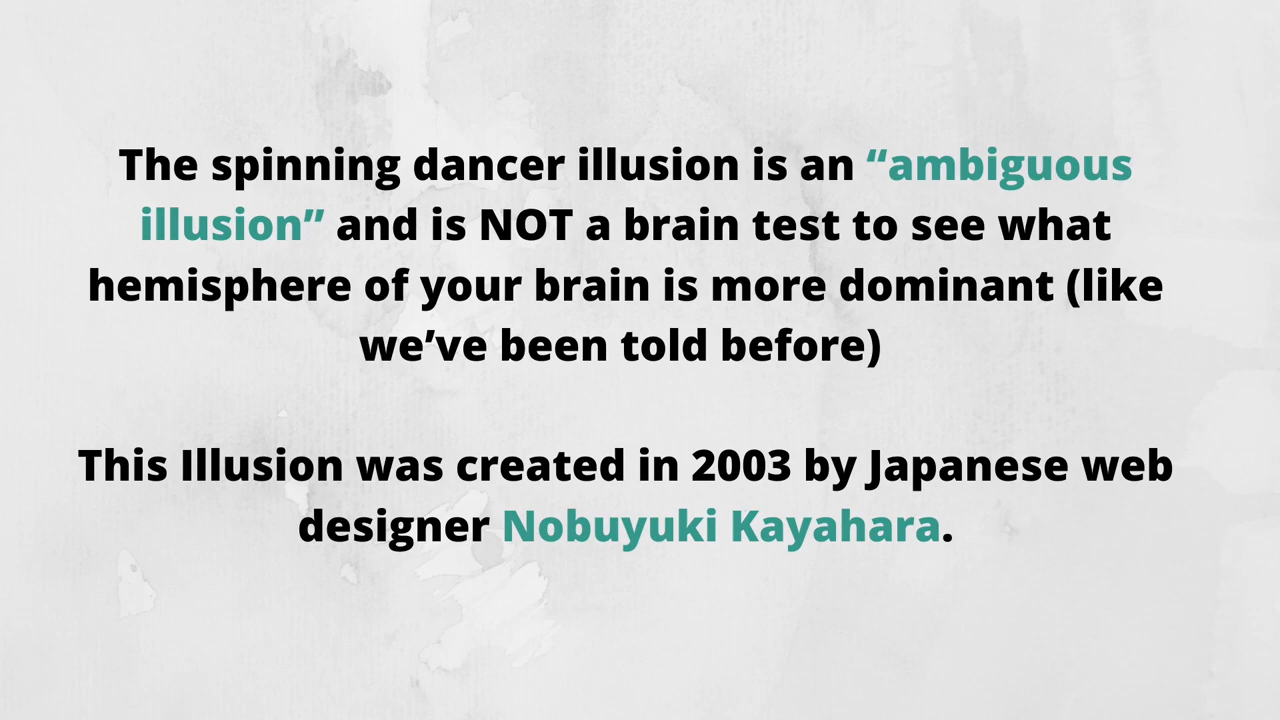 The spinning dancer illusion is an “ambiguous
illusion” and is NOT a brain test to see what
hemisphere of your brain is more dominant (like
we’ve been told before)
This Illusion was created in 2003 by Japanese web
designer Nobuyuki Kayahara.